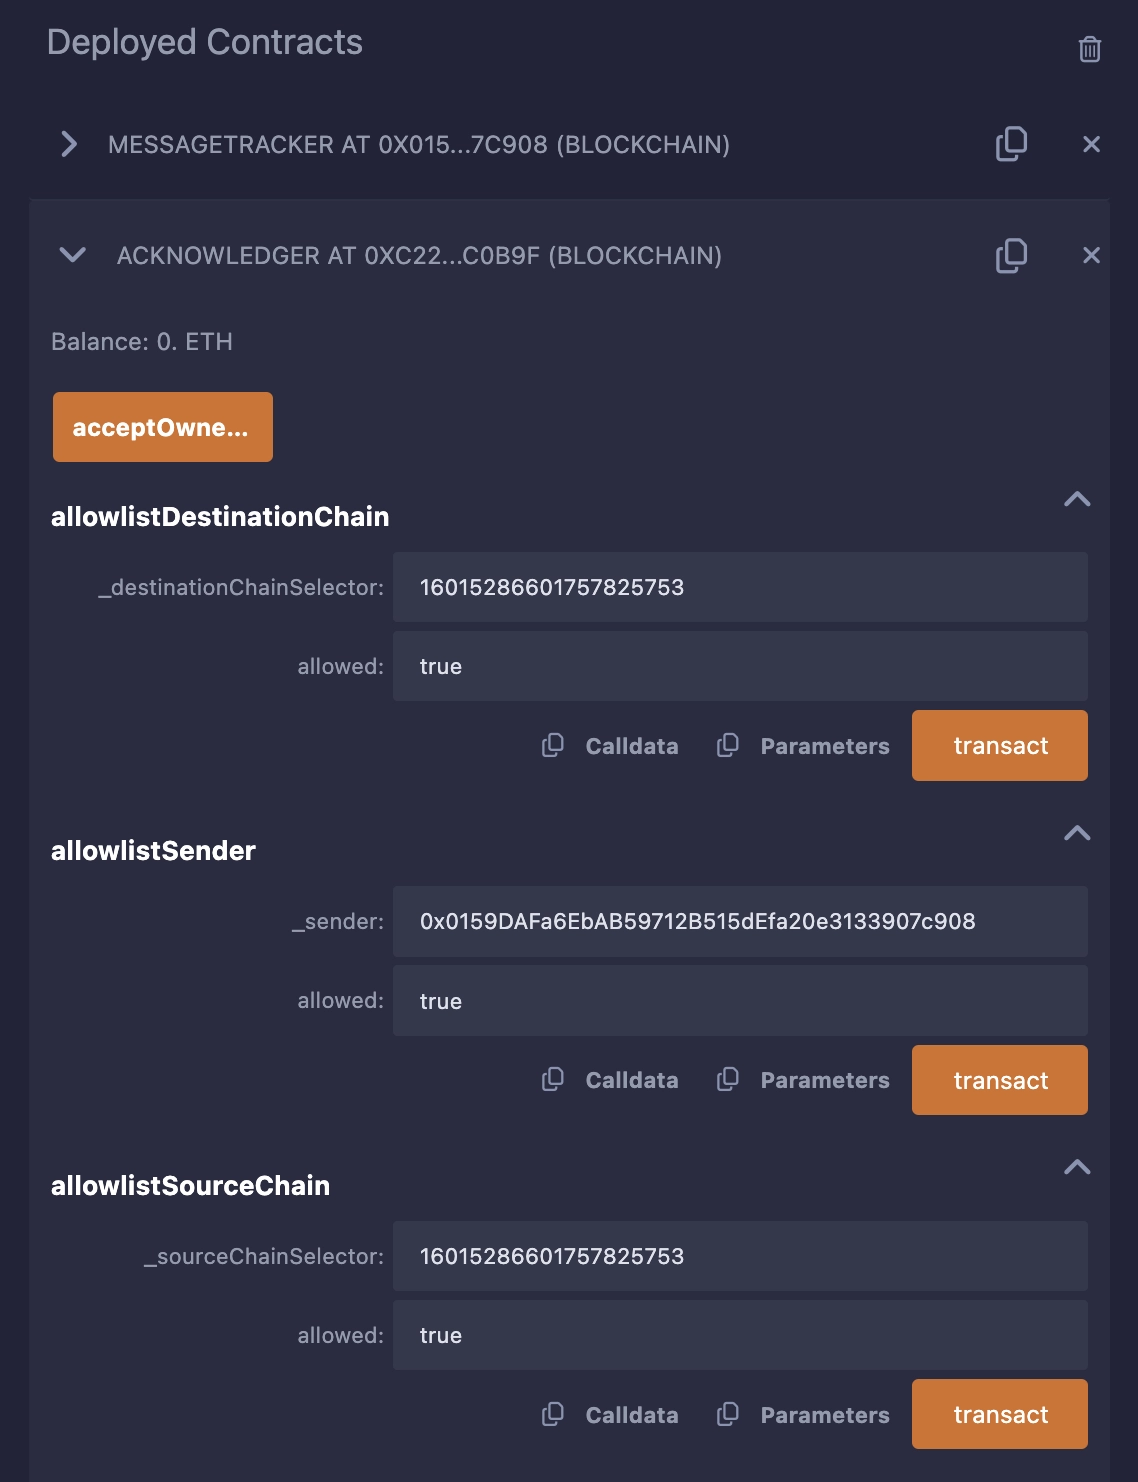 Deployed Contracts
MESSAGETRACKER AT 0X015...7C908 (BLOCKCHAIN)
ACKNOWLEDGER AT 0XC22...C0B9F (BLOCKCHAIN)
Balance: 0. ETH
acceptOwne...
allowlistDestinationChain
_destinationChainSelector: 16015286601757825753
allowed: true
Calldata Parameters transact
allowlistSender
_sender: 0x0159DAFa6EbAB59712B515dEfa20e3133907c908
allowed: true
Calldata Parameters transact
allowlistSourceChain
_sourceChainSelector: 16015286601757825753
allowed: true
Calldata Parameters transact